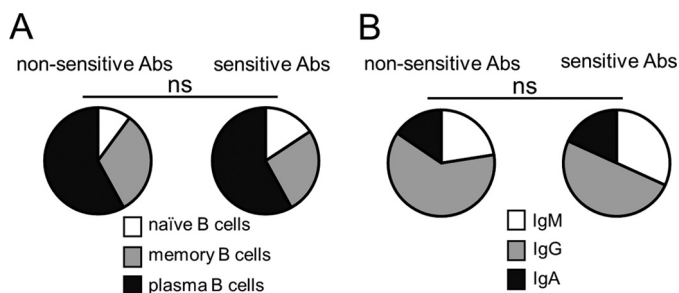 A
non-sensitive Abs
sensitive Abs
ns
naïve B cells
memory B cells
plasma B cells
B
non-sensitive Abs
sensitive Abs
ns
IgM
IgG
IgA